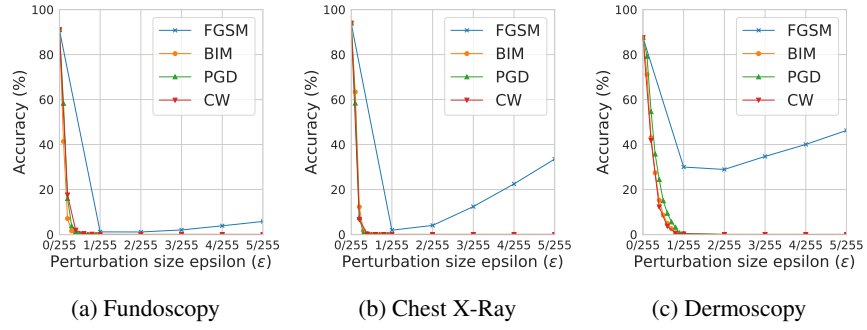 100
80
60
40
20
0
Accuracy (%)
FGSM
BIM
PGD
CW
0/255 1/255 2/255 3/255 4/255 5/255
Perturbation size epsilon (ε)
(a) Fundoscopy
100
80
60
40
20
0
Accuracy (%)
FGSM
BIM
PGD
CW
0/255 1/255 2/255 3/255 4/255 5/255
Perturbation size epsilon (ε)
(b) Chest X-Ray
100
80
60
40
20
0
Accuracy (%)
FGSM
BIM
PGD
CW
0/255 1/255 2/255 3/255 4/255 5/255
Perturbation size epsilon (ε)
(c) Dermoscopy